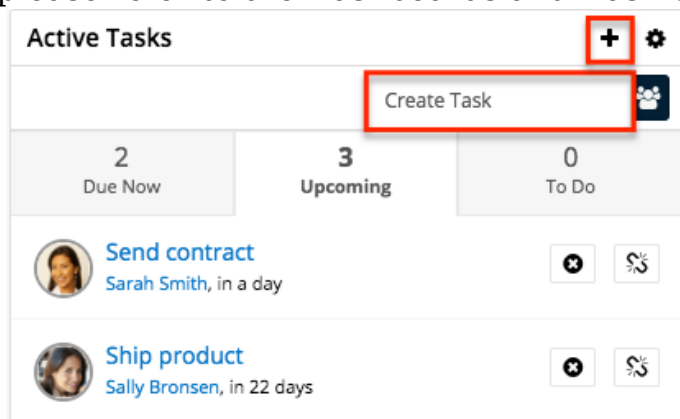 Active Tasks
Create Task
2
Due Now
3
Upcoming
0
To Do
Send contract
Sarah Smith, in a day
Ship product
Sally Bronsen, in 22 days